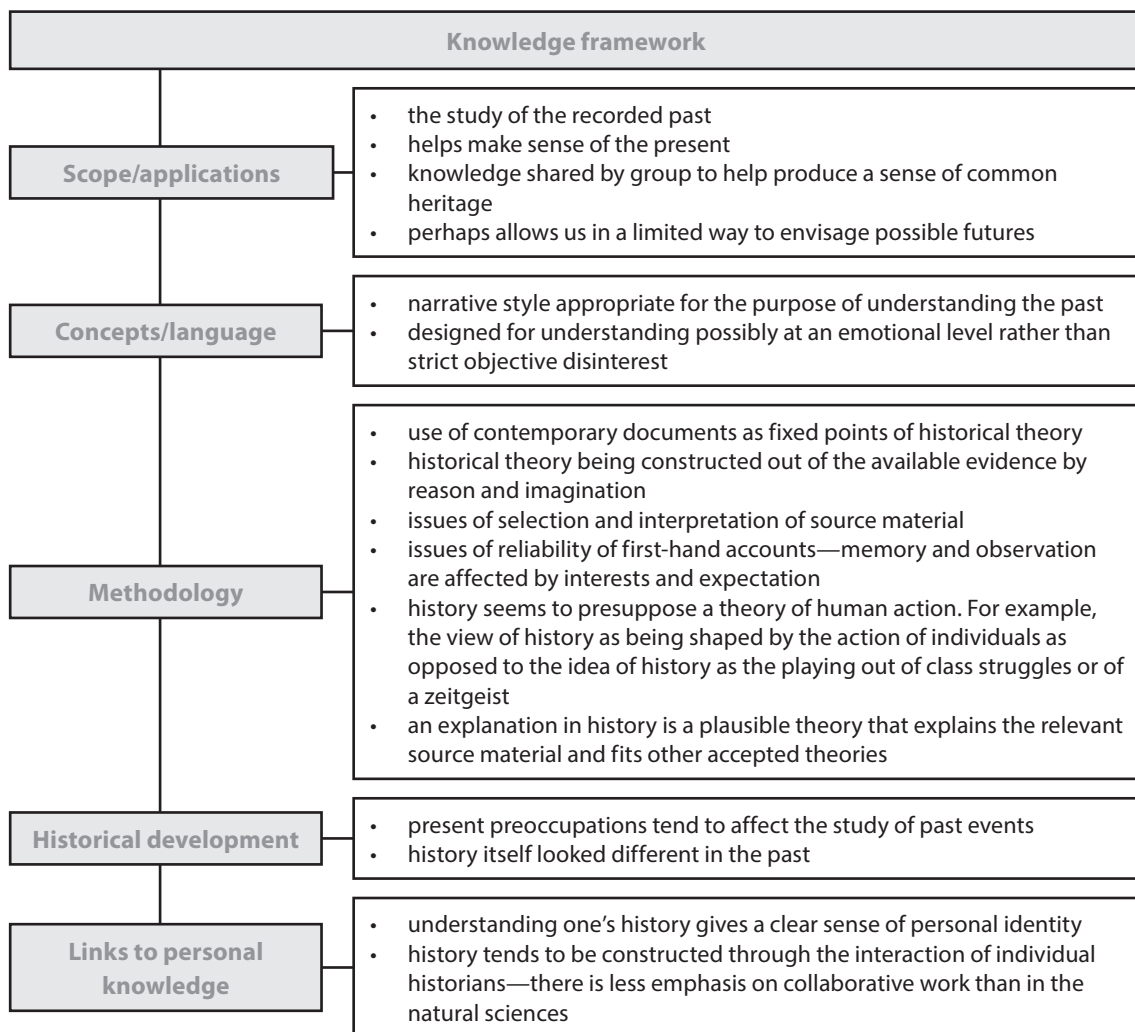 Knowledge framework
Scope/applications
• the study of the recorded past
• helps make sense of the present
• knowledge shared by group to help produce a sense of common
heritage
• perhaps allows us in a limited way to envisage possible futures
Concepts/language
• narrative style appropriate for the purpose of understanding the past
• designed for understanding possibly at an emotional level rather than
strict objective disinterest
Methodology
• use of contemporary documents as fixed points of historical theory
• historical theory being constructed out of the available evidence by
reason and imagination
• issues of selection and interpretation of source material
• issues of reliability of first-hand accounts—memory and observation
are affected by interests and expectation
• history seems to presuppose a theory of human action. For example,
the view of history as being shaped by the action of individuals as
opposed to the idea of history as the playing out of class struggles or of
a zeitgeist
• an explanation in history is a plausible theory that explains the relevant
source material and fits other accepted theories
Historical development
• present preoccupations tend to affect the study of past events
• history itself looked different in the past
Links to personal
knowledge
• understanding one’s history gives a clear sense of personal identity
• history tends to be constructed through the interaction of individual
historians—there is less emphasis on collaborative work than in the
natural sciences